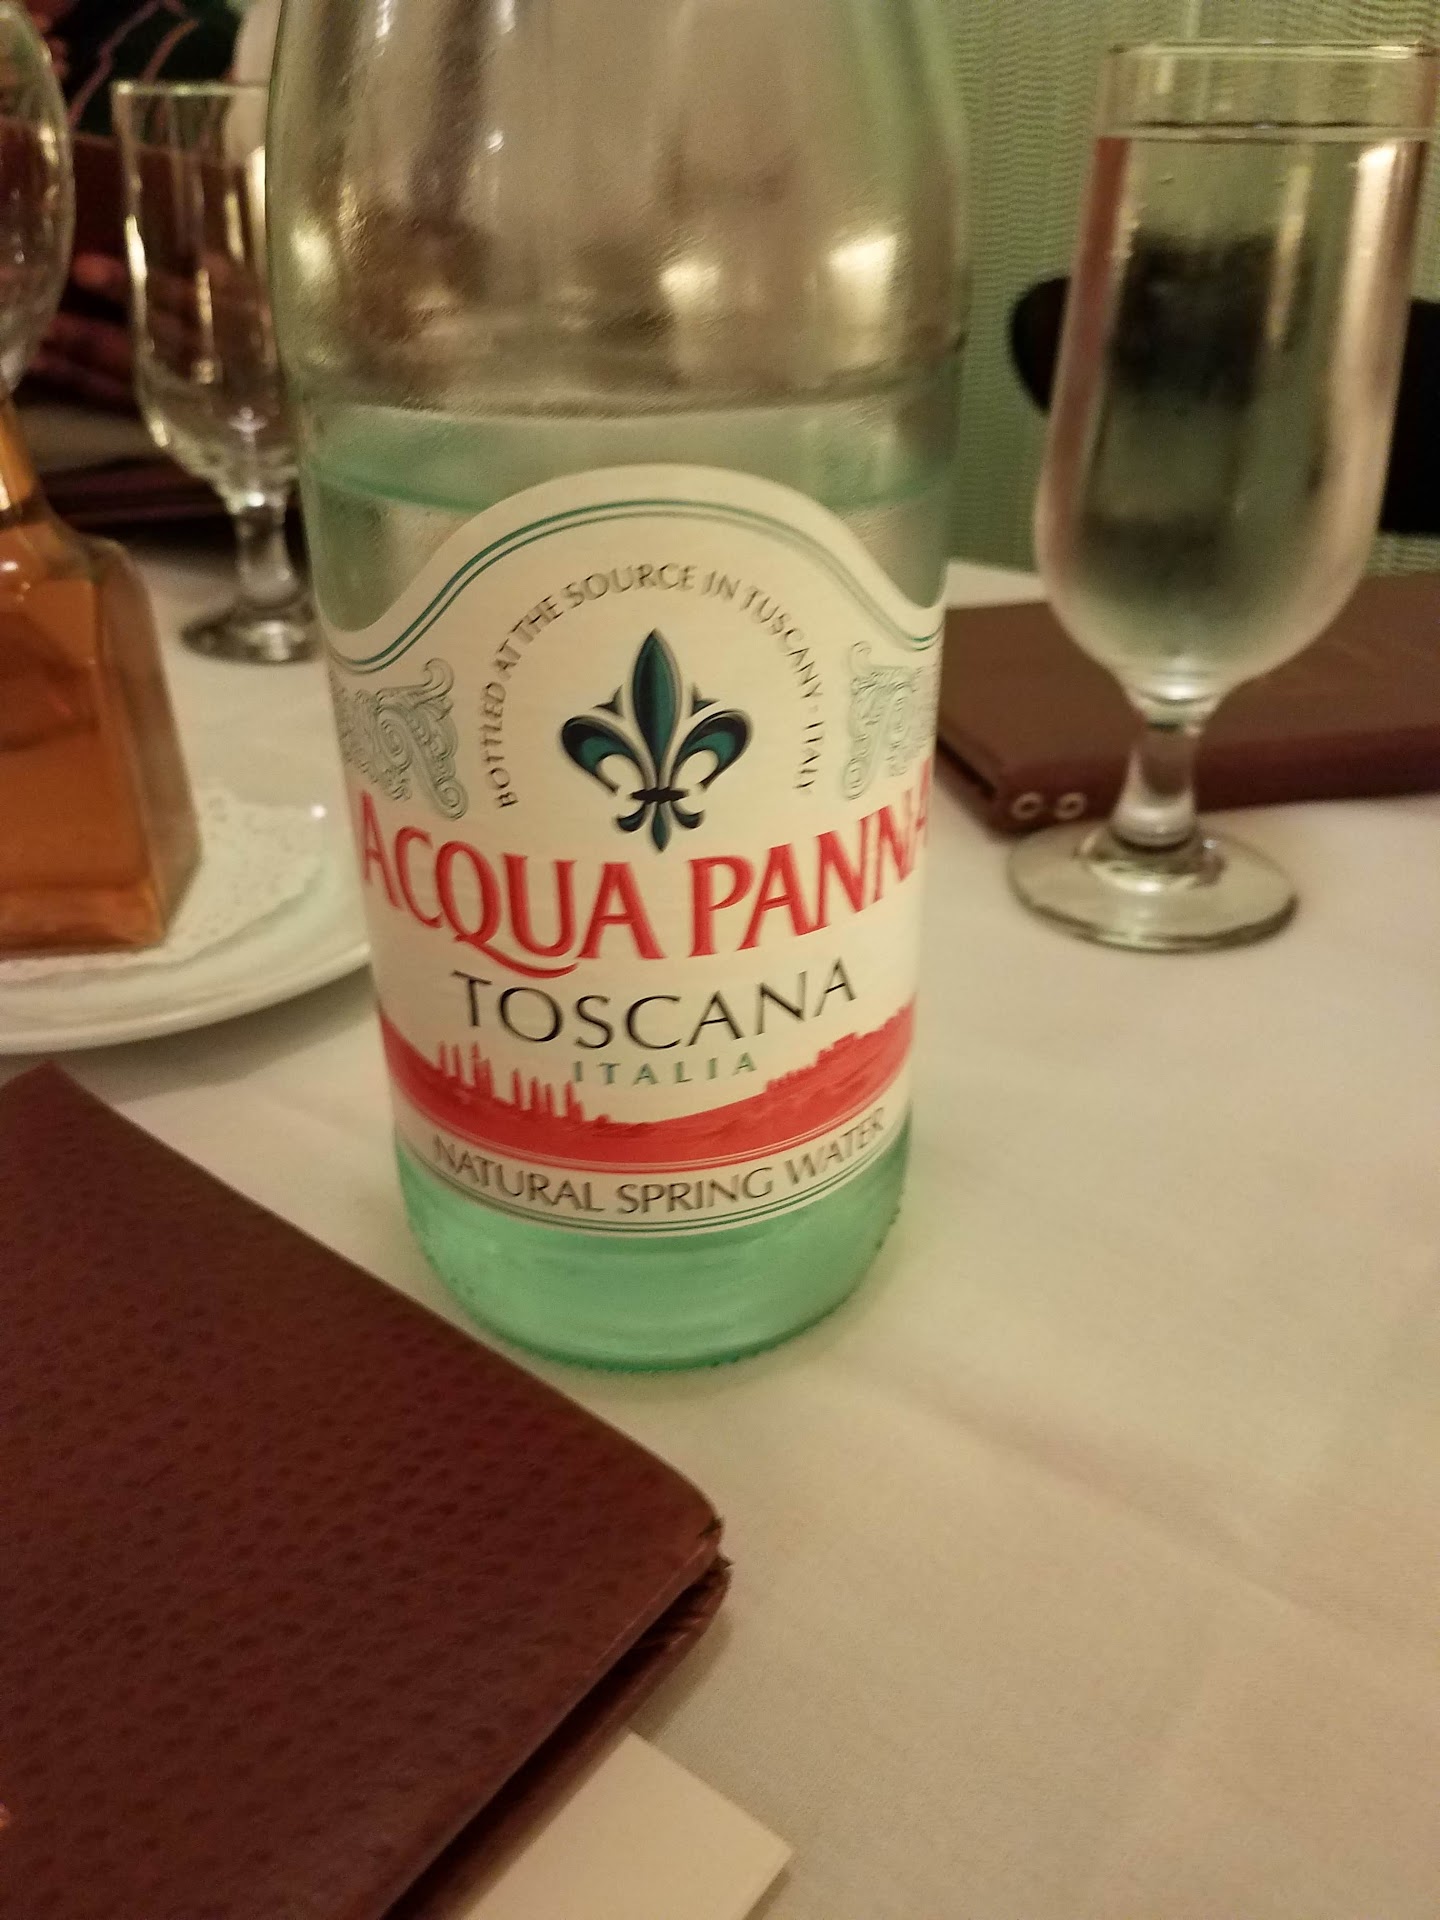 BOTTLED AT THE SOURCE IN TUSCANY - ITALY
ACQUA PANNA
TOSCANA
ITALIA
NATURAL SPRING WATER